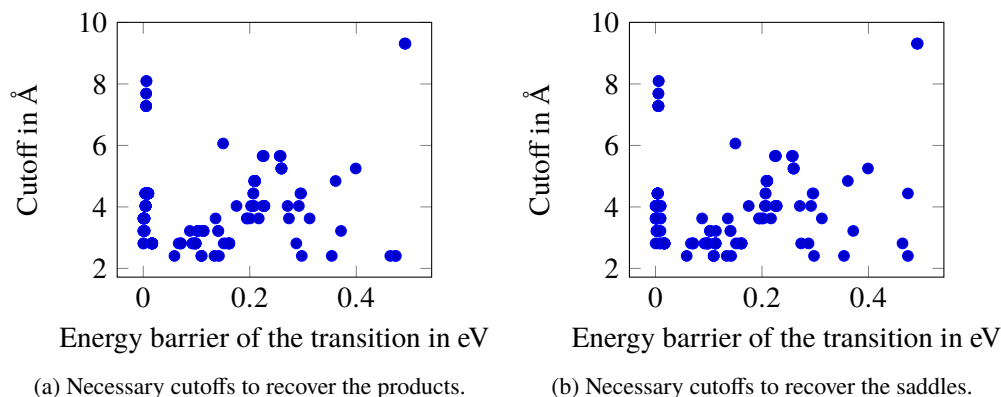 10
8
6
4
2
0
0.2
0.4
Cutoff in Å
Energy barrier of the transition in eV
(a) Necessary cutoffs to recover the products.
10
8
6
4
2
0
0.2
0.4
Cutoff in Å
Energy barrier of the transition in eV
(b) Necessary cutoffs to recover the saddles.